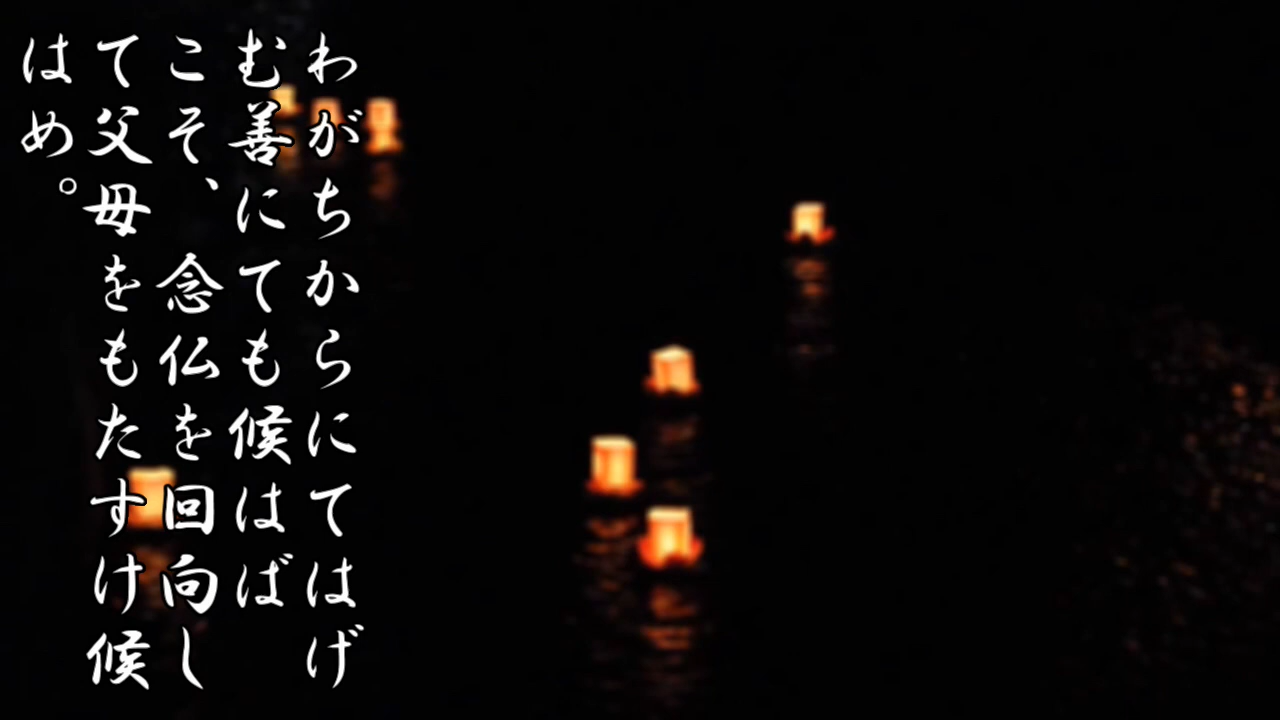 わがちからにてはげ
む善にても候はば
こそ、念仏を回向し
て父母をもたすけ候
はめ。